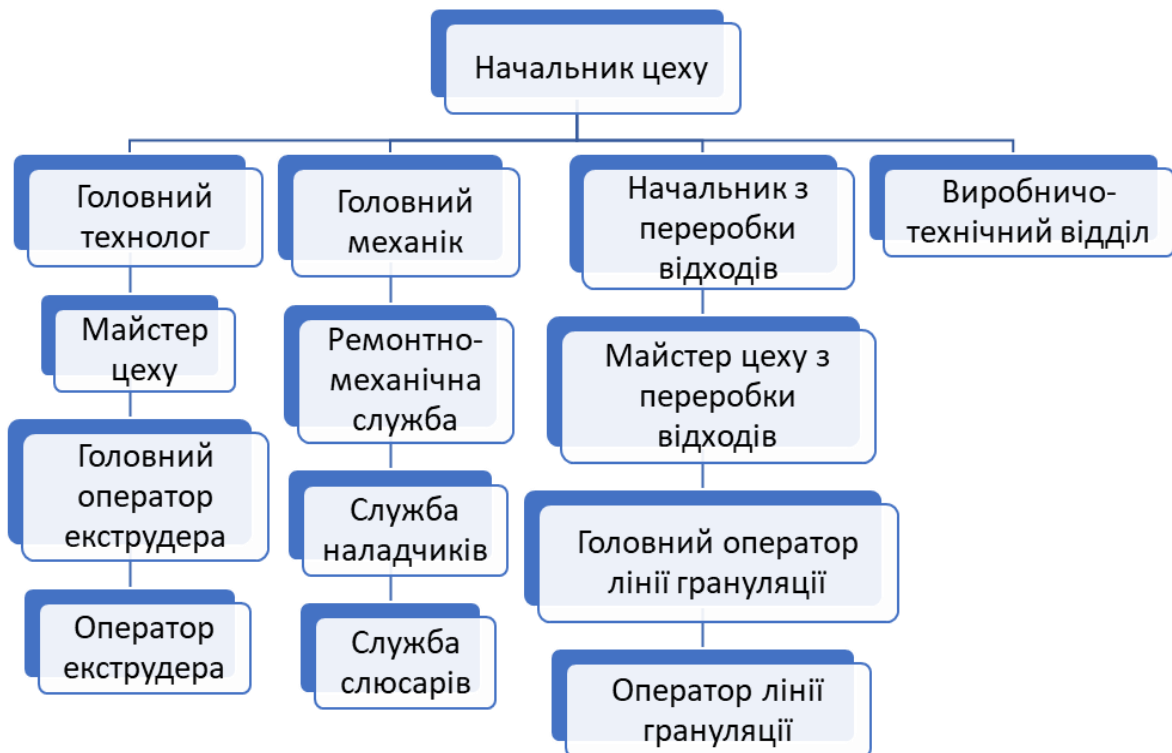 Начальник цеху
Головний
технолог
Майстер
цеху
Головний
оператор
екструдера
Оператор
екструдера
Головний
механік
Ремонтно-
механічна
служба
Служба
наладчиків
Служба
слюсарів
Начальник з
переробки
відходів
Майстер цеху з
переробки
відходів
Головний оператор
лінії грануляції
Оператор лінії
грануляції
Виробничо-
технічний відділ